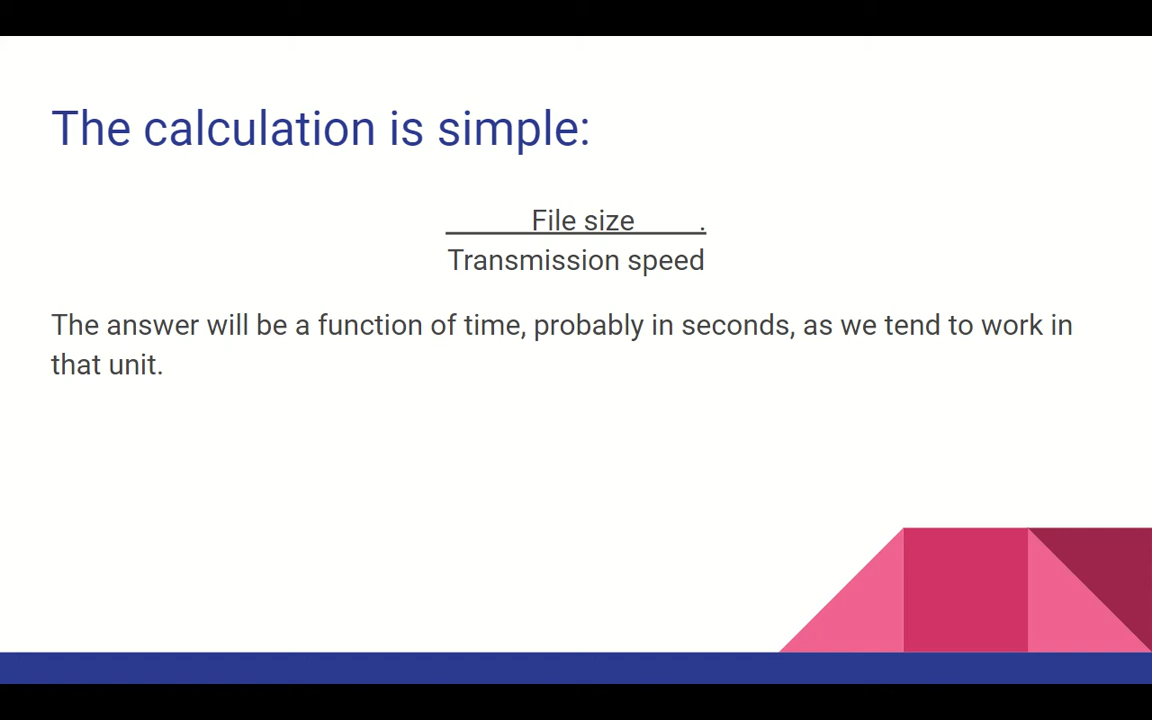 The calculation is simple:
File size .
Transmission speed
The answer will be a function of time, probably in seconds, as we tend to work in
that unit.